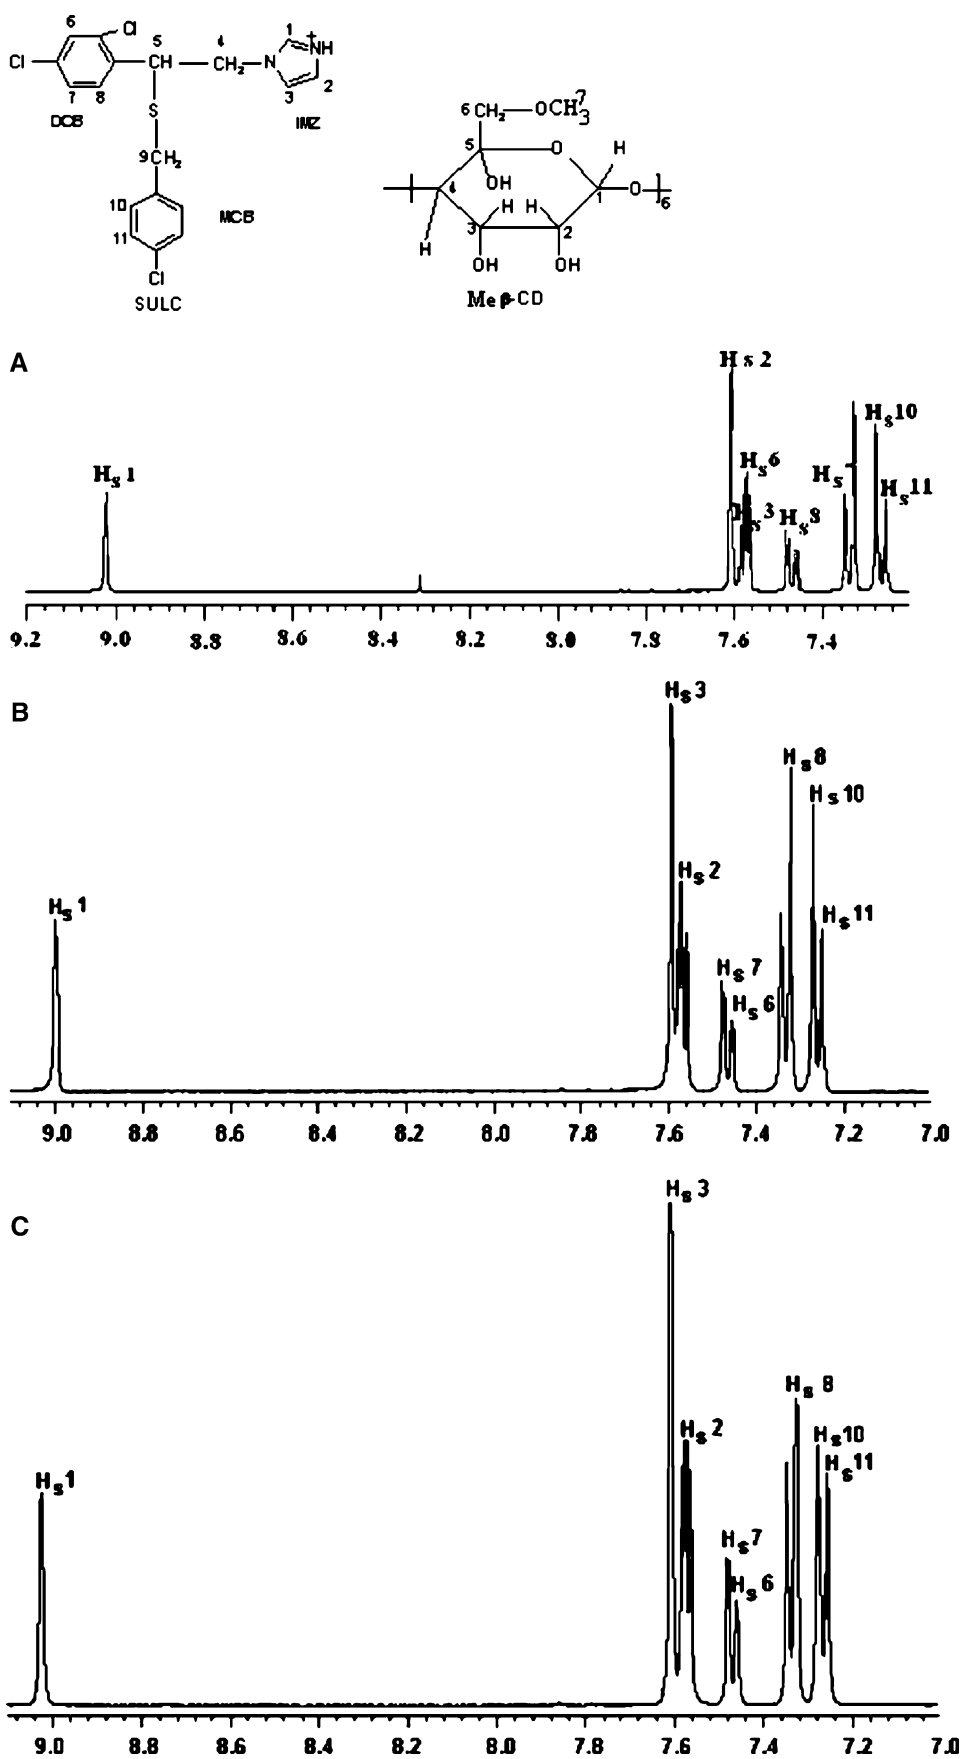 6 Cl 5 4 1
Cl CH CH2 N NH +
7 8 3 2
DCB S IMZ
9 CH2
10
11 MCB
Cl
SULC
6 CH2 OCH3 7
5 O H
OH
4 H H 1 O 6
3 2
H OH OH
Me β-CD
A
Hs 1 Hs 2 Hs 6 Hs 3 Hs 8 Hs Hs 10 Hs 11
9.2 9.0 8.8 8.6 8.4 8.2 8.0 7.8 7.6 7.4
B
Hs 1 Hs 3 Hs 2 Hs 7 Hs 6 Hs 8 Hs 10 Hs 11
9.0 8.8 8.6 8.4 8.2 8.0 7.8 7.6 7.4 7.2 7.0
C
Hs 1 Hs 3 Hs 2 Hs 7 Hs 6 Hs 8 Hs 10 Hs 11
9.0 8.8 8.6 8.4 8.2 8.0 7.8 7.6 7.4 7.2 7.0